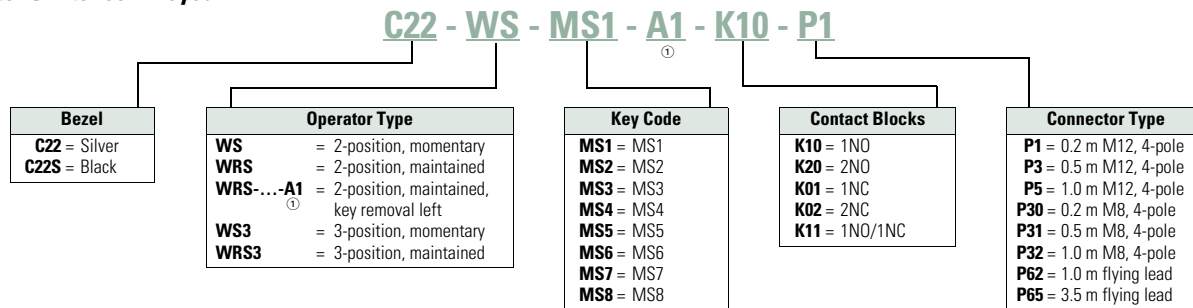 C22 - WS - MS1 - A1 - K10 - P1
①
Bezel
C22 = Silver
C22S = Black
Operator Type
WS = 2-position, momentary
WRS = 2-position, maintained
WRS-...-A1 = 2-position, maintained,
① key removal left
WS3 = 3-position, momentary
WRS3 = 3-position, maintained
Key Code
MS1 = MS1
MS2 = MS2
MS3 = MS3
MS4 = MS4
MS5 = MS5
MS6 = MS6
MS7 = MS7
MS8 = MS8
Contact Blocks
K10 = 1NO
K20 = 2NO
K01 = 1NC
K02 = 2NC
K11 = 1NO/1NC
Connector Type
P1 = 0.2 m M12, 4-pole
P3 = 0.5 m M12, 4-pole
P5 = 1.0 m M12, 4-pole
P30 = 0.2 m M8, 4-pole
P31 = 0.5 m M8, 4-pole
P32 = 1.0 m M8, 4-pole
P62 = 1.0 m flying lead
P65 = 3.5 m flying lead